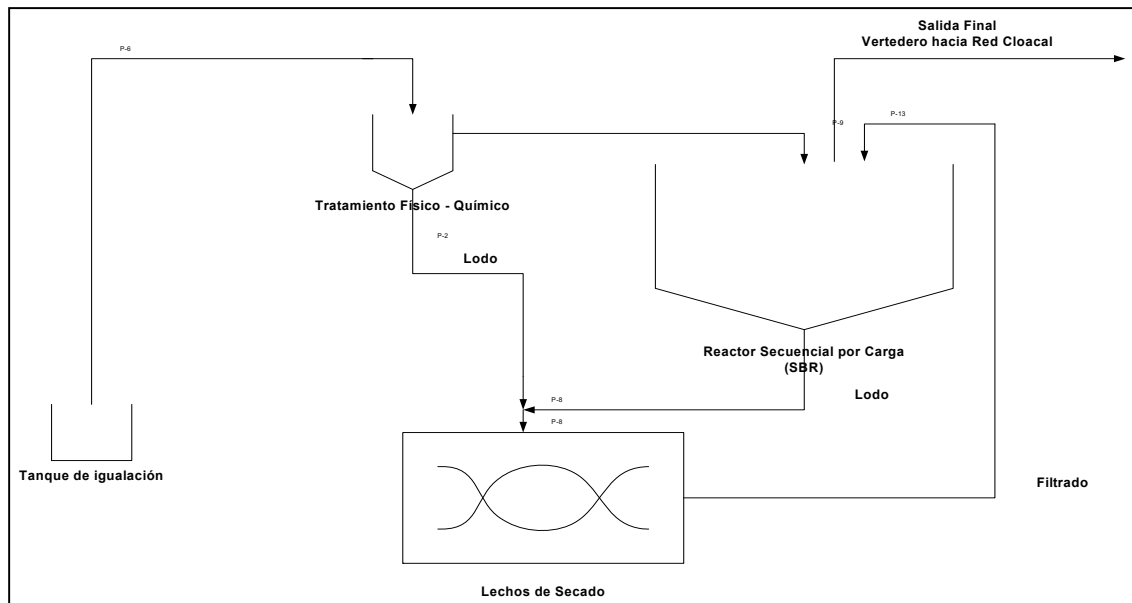 Salida Final
Vertedero hacia Red Cloacal
P-6
P-9
P-13
Tratamiento Físico - Químico
P-2
Lodo
Reactor Secuencial por Carga
(SBR)
Lodo
P-8
P-8
Tanque de igualación
Filtrado
Lechos de Secado